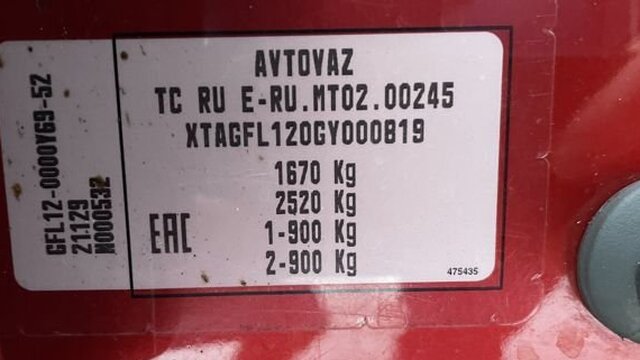 AVTOVAZ
TC RU E-RU.MT02.00245
XTAGFL120GY000819
1670 Kg
2520 Kg
1-900 Kg
2-900 Kg
EAC
475435
GFL12-0000Y69-52
21129
N000532